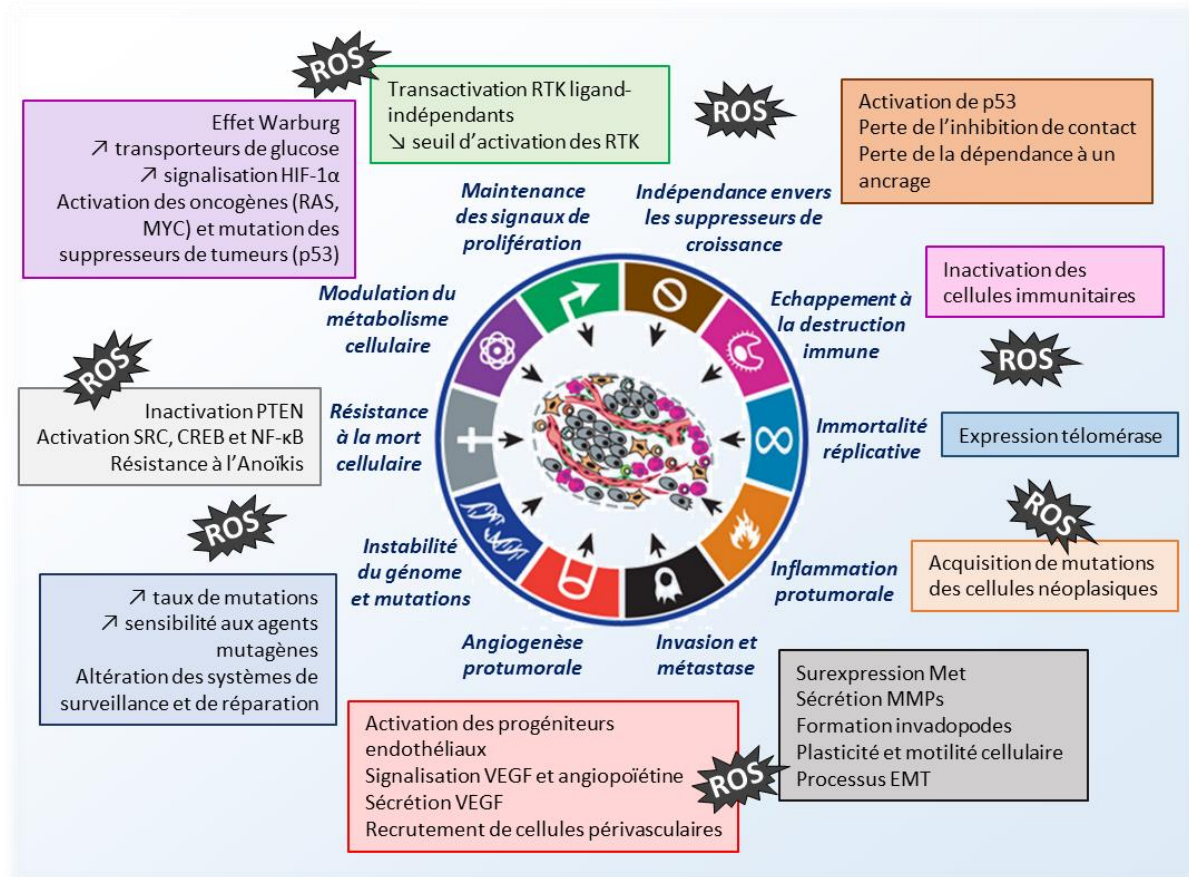 ROS
Transactivation RTK ligand-
indépendants
↘ seuil d'activation des RTK
ROS
Activation de p53
Perte de l'inhibition de contact
Perte de la dépendance à un
ancrage
Effet Warburg
↗ transporteurs de glucose
↗ signalisation HIF-1α
Activation des oncogènes (RAS,
MYC) et mutation des
suppresseurs de tumeurs (p53)
Maintenance
des signaux de
prolifération
Indépendance envers
les suppresseurs de
croissance
Inactivation des
cellules immunitaires
Modulation du
métabolisme
cellulaire
Echappement à
la destruction
immune
ROS
ROS
Inactivation PTEN
Activation SRC, CREB et NF-κB
Résistance à l'Anoïkis
Résistance
à la mort
cellulaire
Immortalité
réplicative
Expression télomérase
ROS
ROS
Instabilité
du génome
et mutations
Inflammation
protumorale
Acquisition de mutations
des cellules néoplasiques
↗ taux de mutations
↗ sensibilité aux agents
mutagènes
Altération des systèmes de
surveillance et de réparation
Angiogenèse
protumorale
Invasion et
métastase
Surexpression Met
Sécrétion MMPs
Formation invadopodes
Plasticité et motilité cellulaire
Processus EMT
Activation des progéniteurs
endothéliaux
Signalisation VEGF et angiopoïétine
Sécrétion VEGF
Recrutement de cellules périvasculaires
ROS